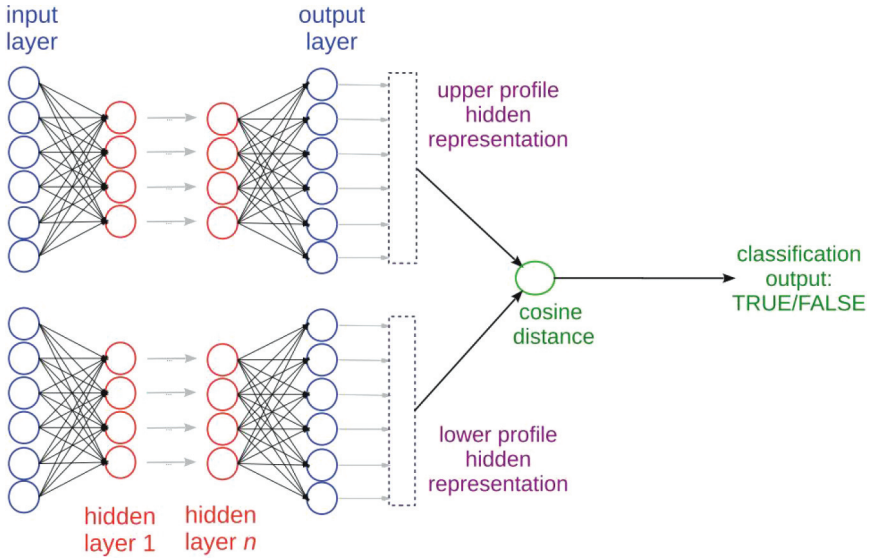 input
layer
output
layer
upper profile
hidden
representation
cosine
distance
classification
output:
TRUE/FALSE
lower profile
hidden
representation
hidden
layer 1
hidden
layer n